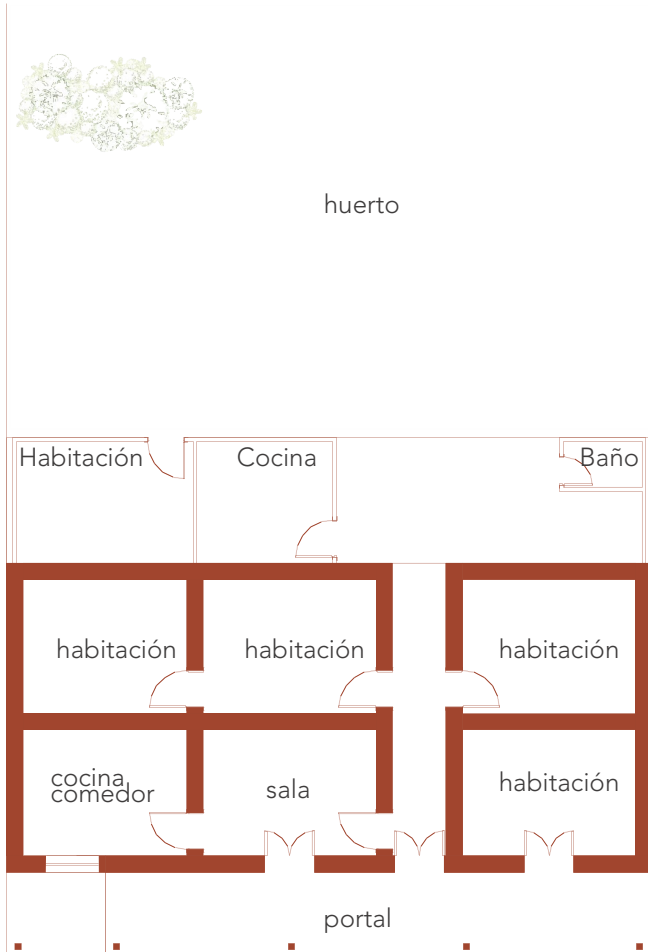 huerto
Habitación
Cocina
Baño
habitación
habitación
habitación
cocina
comedor
sala
habitación
portal